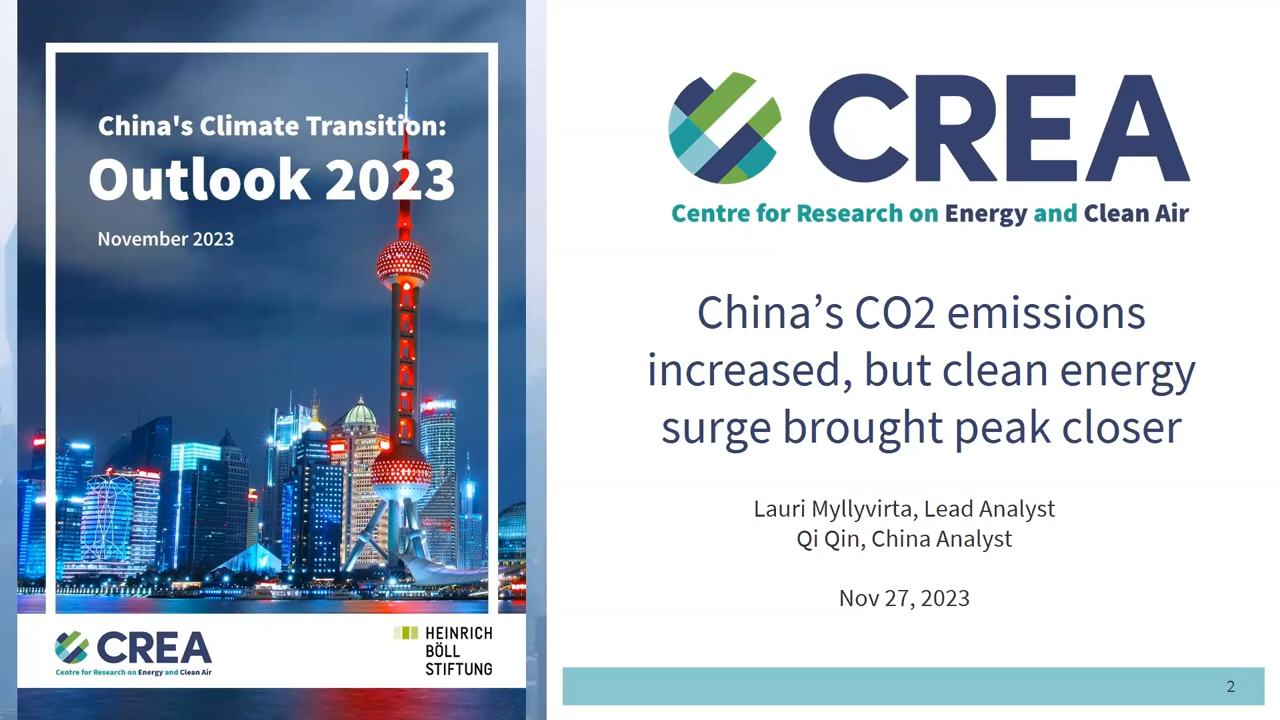 China's Climate Transition:
Outlook 2023
November 2023
CREA
Centre for Research on Energy and Clean Air
HEINRICH
BÖLL
STIFTUNG
CREA
Centre for Research on Energy and Clean Air
China’s CO2 emissions
increased, but clean energy
surge brought peak closer
Lauri Myllyvirta, Lead Analyst
Qi Qin, China Analyst
Nov 27, 2023
2